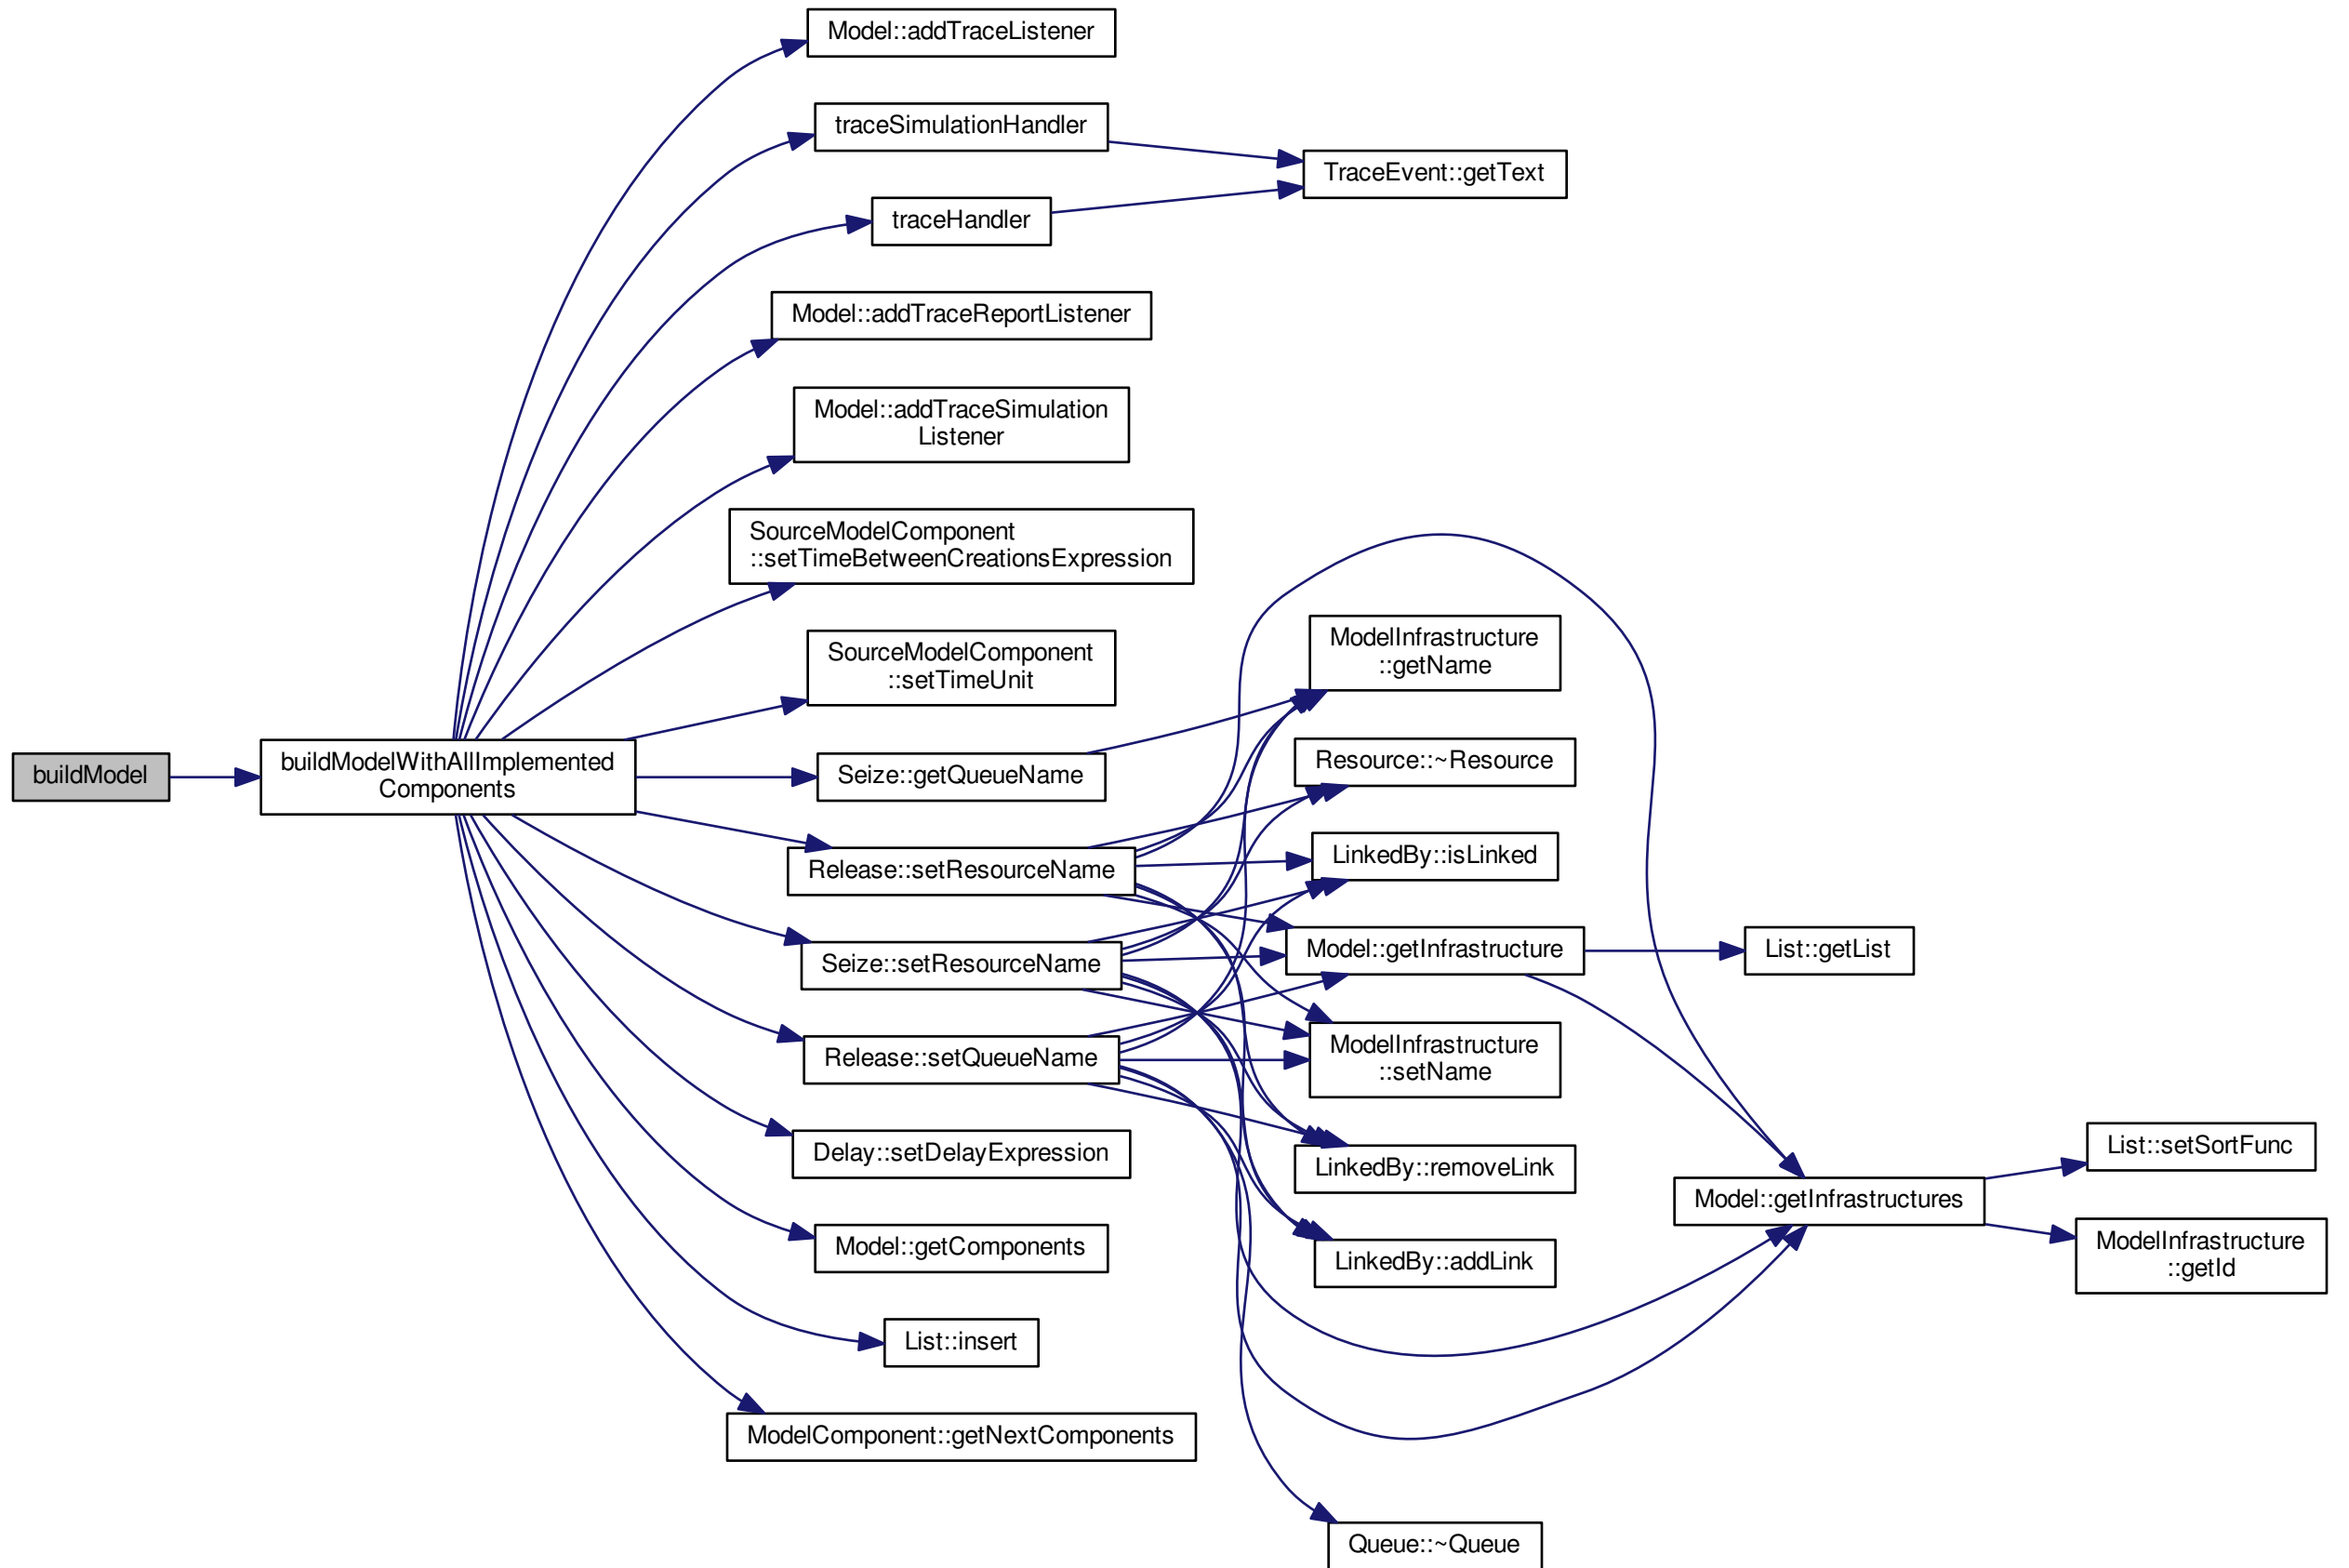 Model::addTraceListener
traceSimulationHandler
TraceEvent::getText
traceHandler
Model::addTraceReportListener
Model::addTraceSimulation
Listener
SourceModelComponent
::setTimeBetweenCreationsExpression
ModelInfrastructure
::getName
SourceModelComponent
::setTimeUnit
buildModel
buildModelWithAllImplemented
Components
Seize::getQueueName
Resource::~Resource
Release::setResourceName
LinkedBy::isLinked
Seize::setResourceName
Model::getInfrastructure
List::getList
Release::setQueueName
ModelInfrastructure
::setName
Delay::setDelayExpression
LinkedBy::removeLink
List::setSortFunc
Model::getInfrastructures
Model::getComponents
LinkedBy::addLink
ModelInfrastructure
::getId
List::insert
ModelComponent::getNextComponents
Queue::~Queue